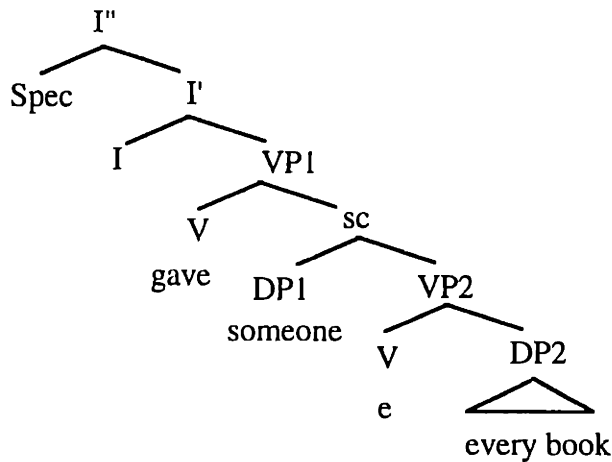 I"
Spec I'
I VP1
V sc
gave DP1 VP2
someone V DP2
e
every book